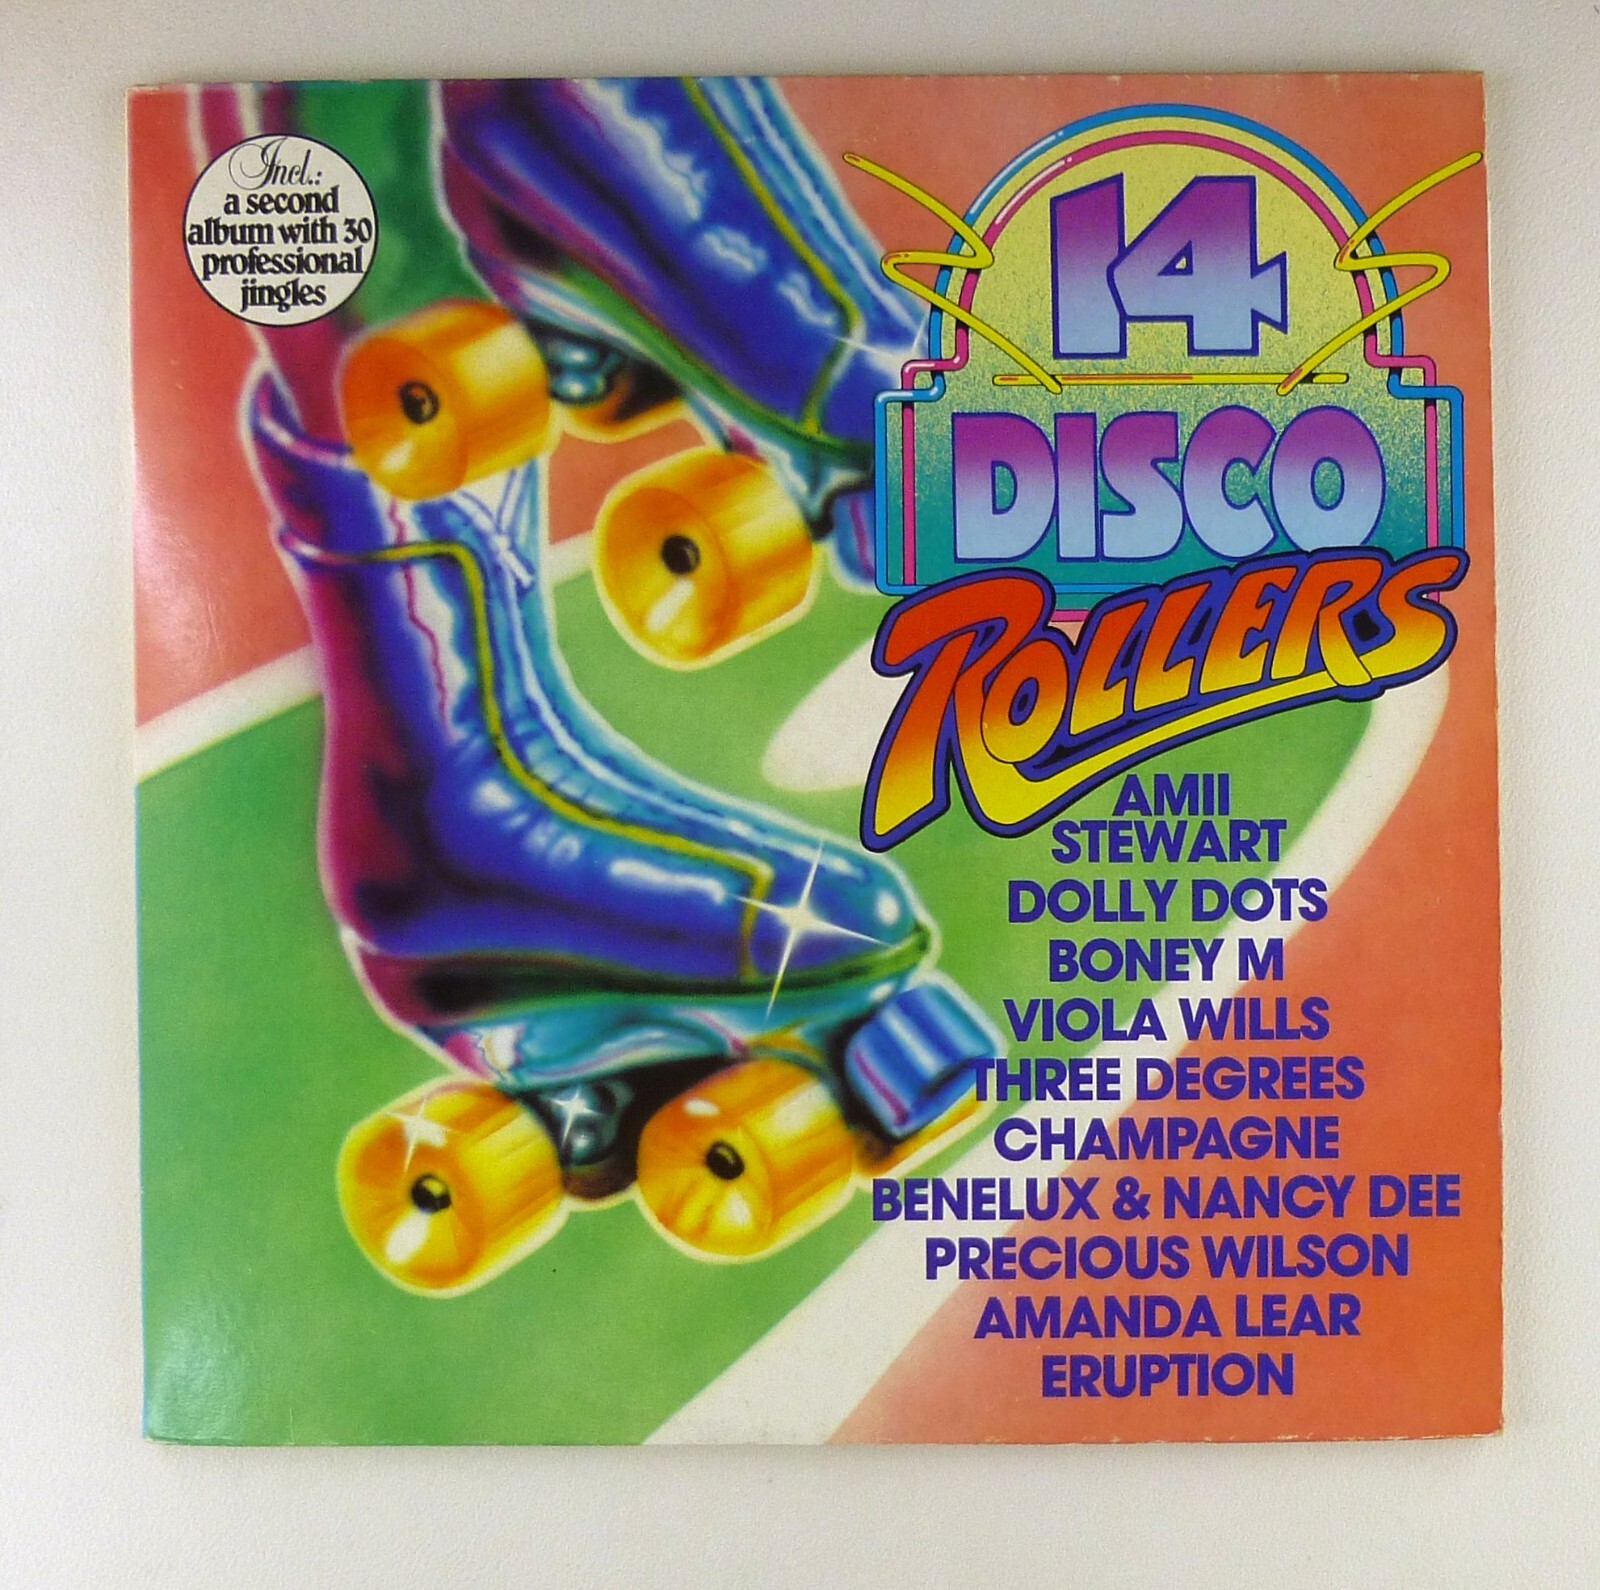 Incl.:
a second
album with 30
professional
jingles
14
DISCO
ROLLERS
AMII
STEWART
DOLLY DOTS
BONEY M
VIOLA WILLS
THREE DEGREES
CHAMPAGNE
BENELUX & NANCY DEE
PRECIOUS WILSON
AMANDA LEAR
ERUPTION